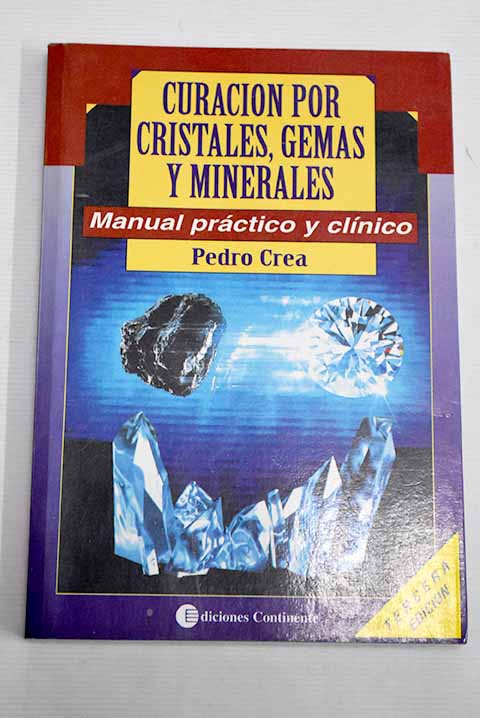 CURACION POR
CRISTALES, GEMAS
Y MINERALES
Manual práctico y clínico
Pedro Crea
TERCERA
EDICION
Ediciones Continente